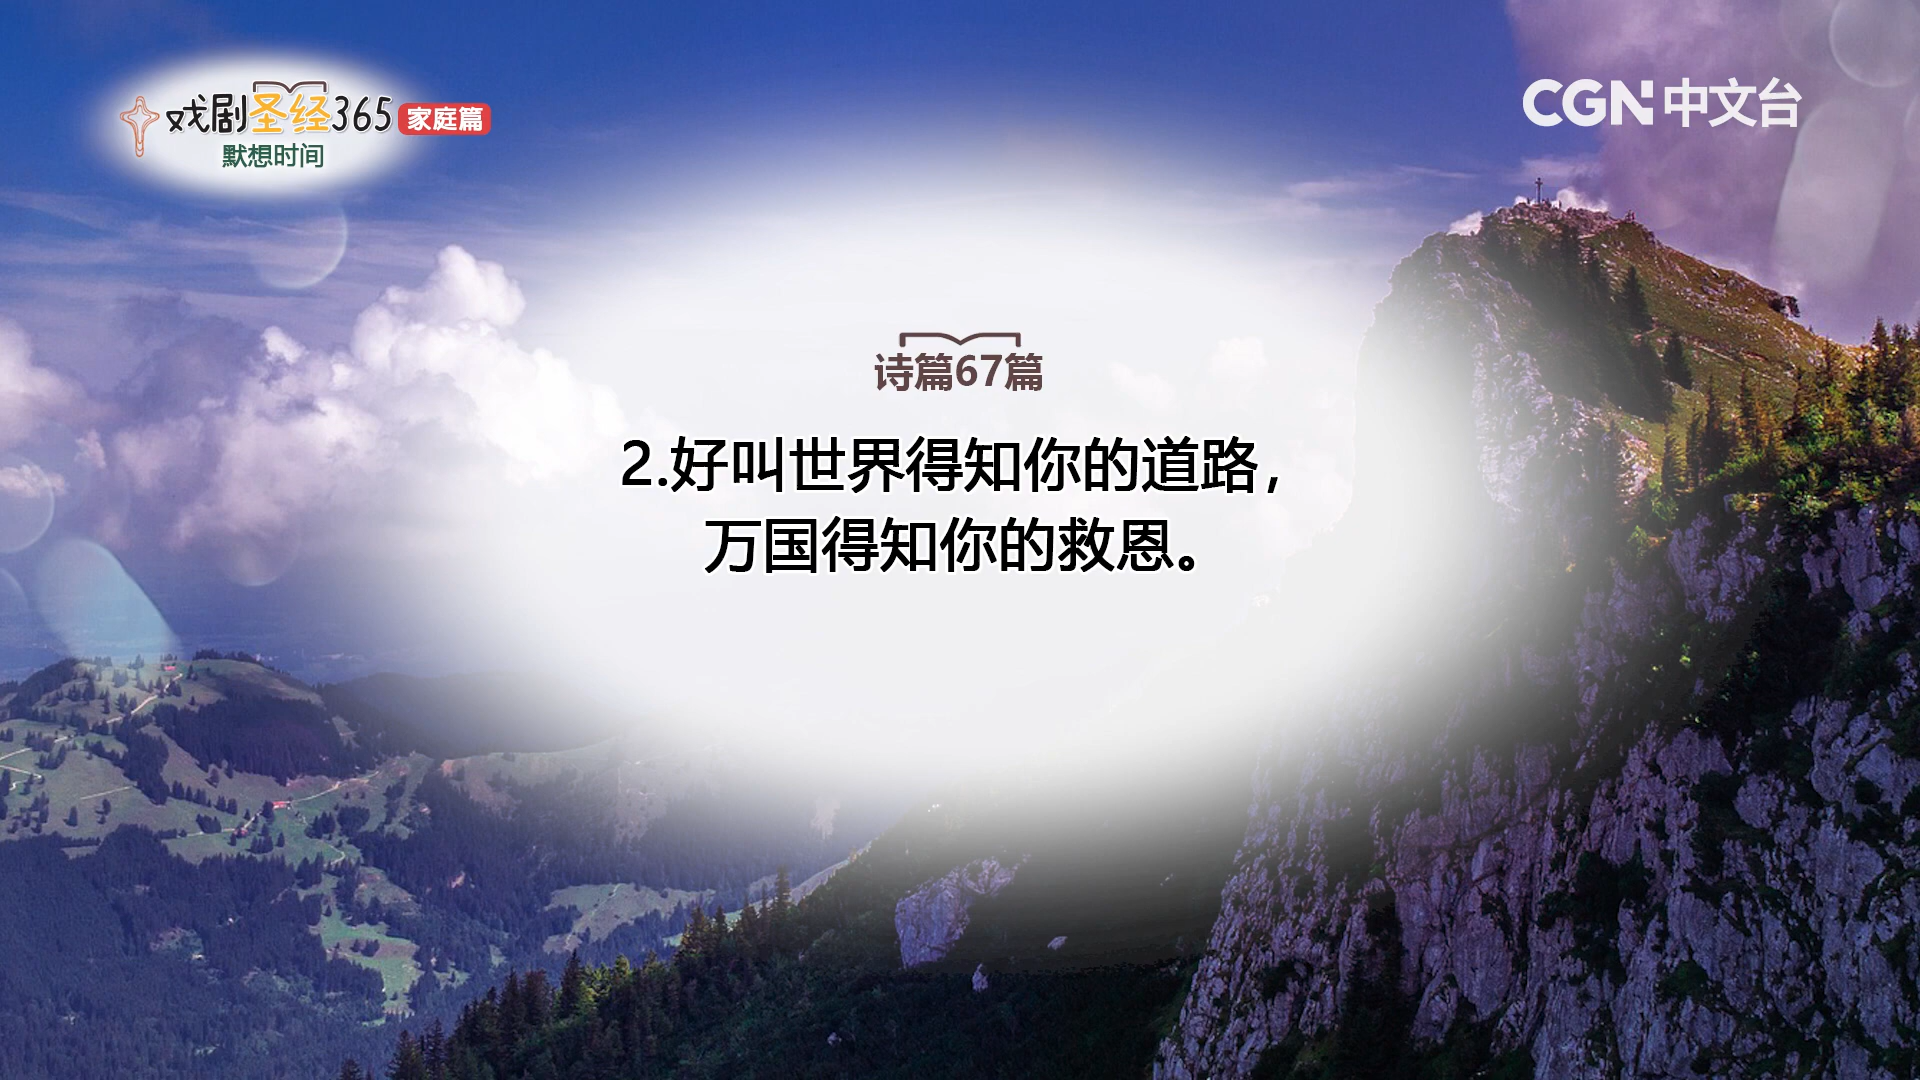 戏剧圣经365 家庭篇
默想时间
CGN中文台
诗篇67篇
2.好叫世界得知你的道路，
万国得知你的救恩。